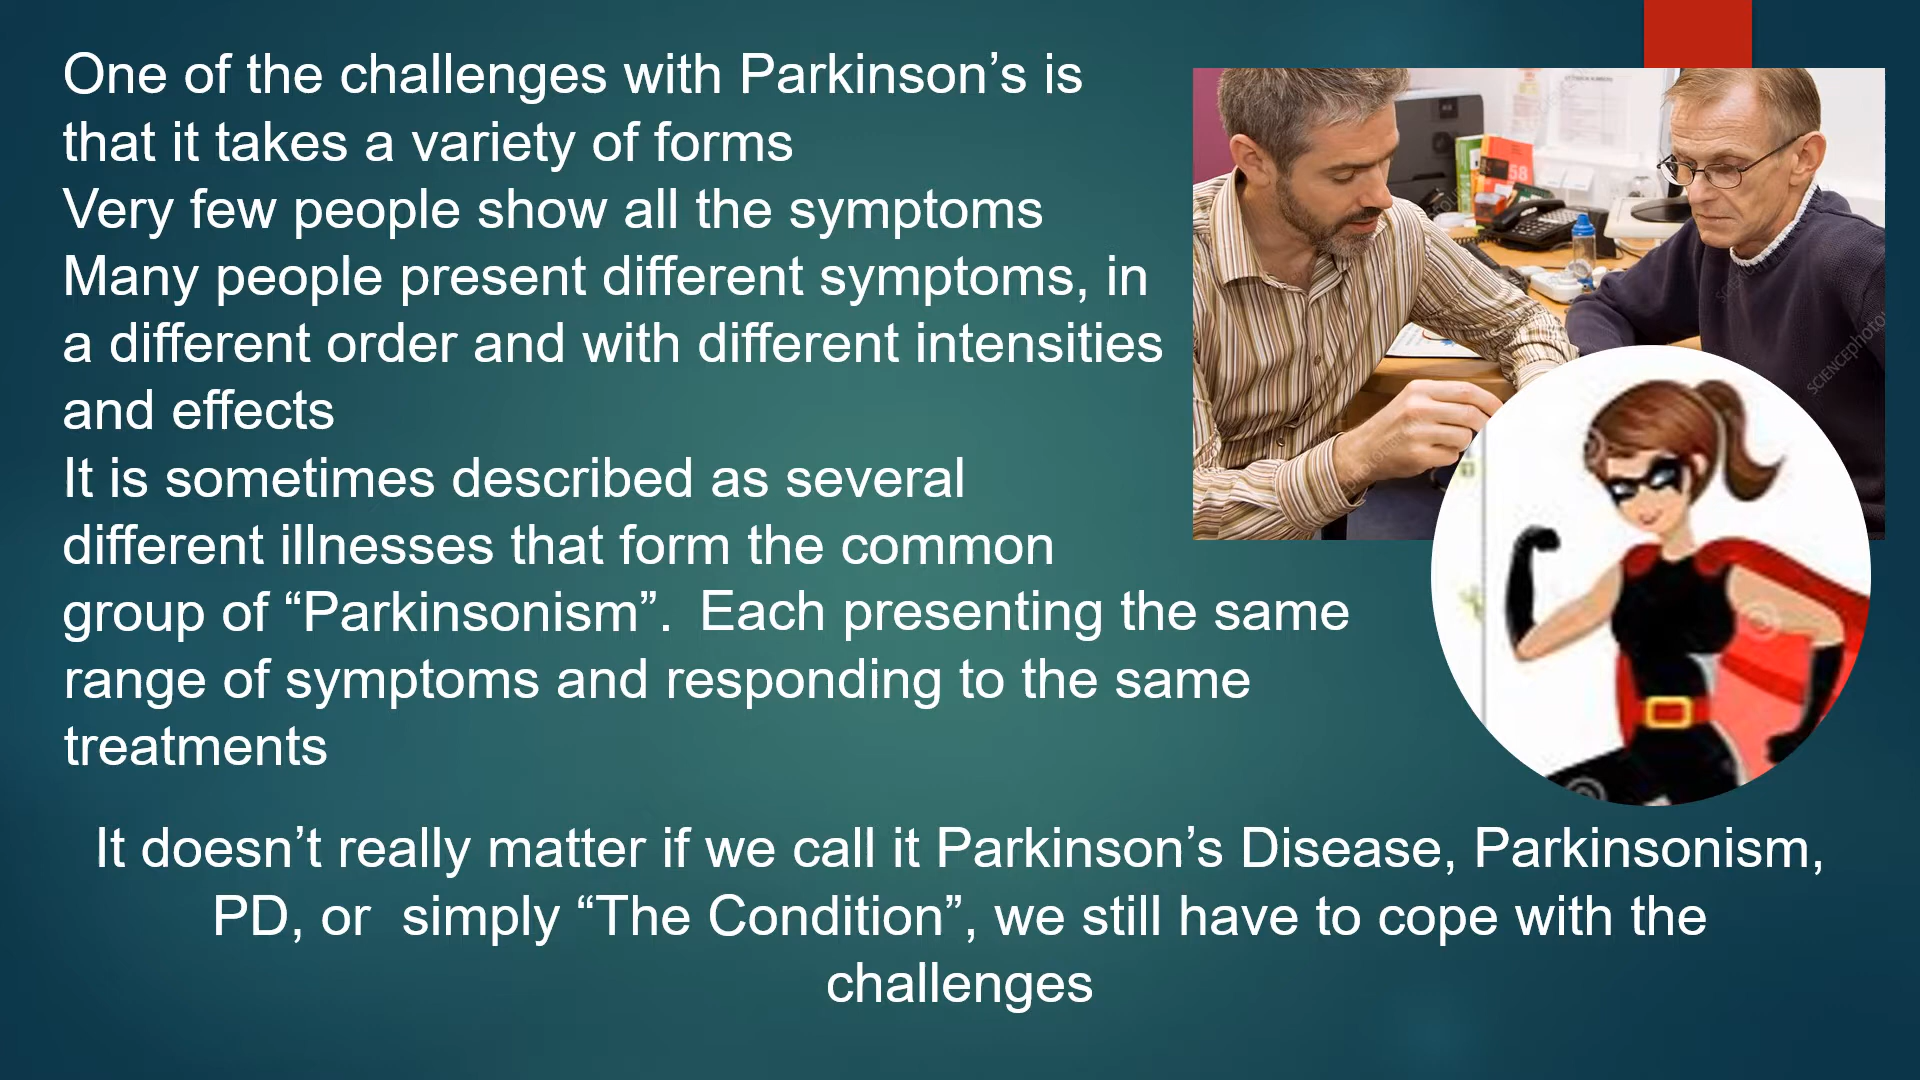 One of the challenges with Parkinson’s is
that it takes a variety of forms
Very few people show all the symptoms
Many people present different symptoms, in
a different order and with different intensities
and effects
It is sometimes described as several
different illnesses that form the common
group of “Parkinsonism”.  Each presenting the same
range of symptoms and responding to the same
treatments
58
SCIENCEphoto
It doesn’t really matter if we call it Parkinson’s Disease, Parkinsonism,
PD, or  simply “The Condition”, we still have to cope with the
challenges